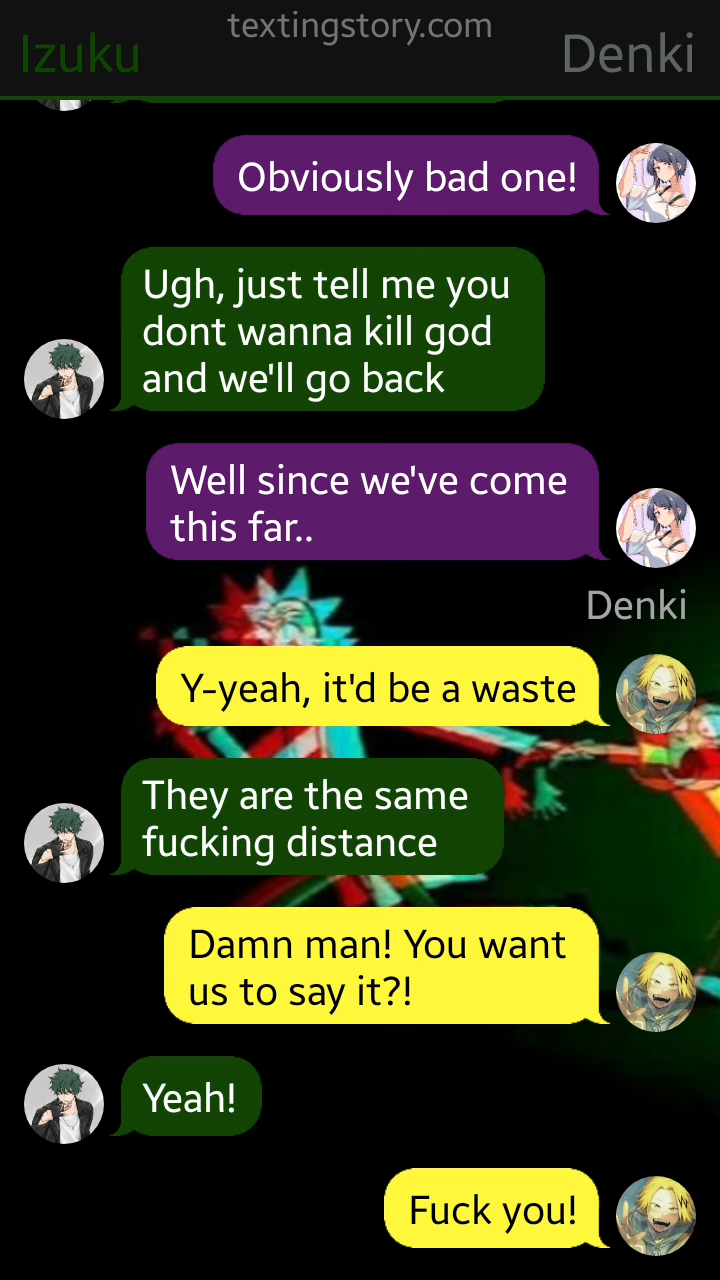 textingstory.com
Izuku
Denki
Obviously bad one!
Ugh, just tell me you
dont wanna kill god
and we'll go back
Well since we've come
this far..
Denki
Y-yeah, it'd be a waste
They are the same
fucking distance
Damn man! You want
us to say it?!
Yeah!
Fuck you!